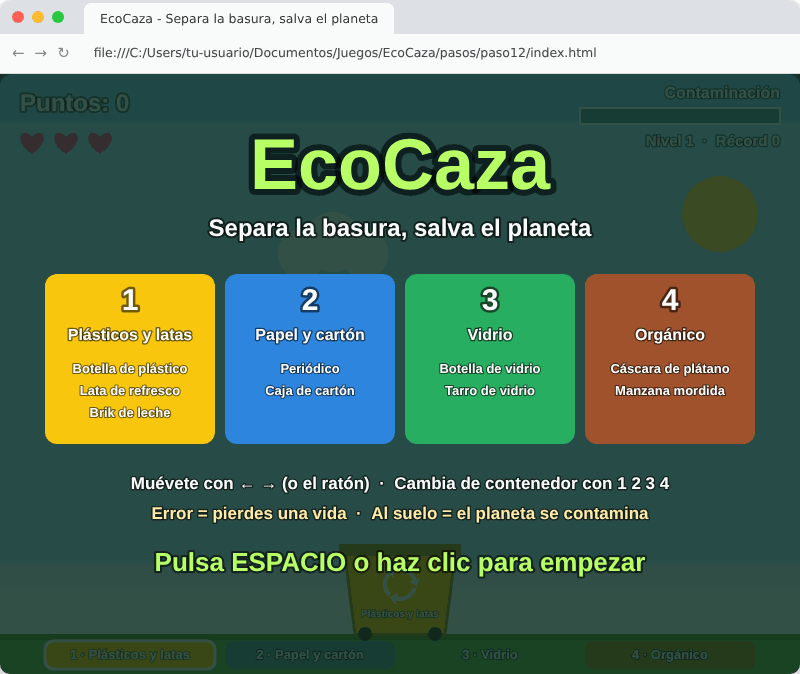 EcoCaza - Separa la basura, salva el planeta
← → ↻ file:///C:/Users/tu-usuario/Documentos/Juegos/EcoCaza/pasos/paso12/index.html
Puntos: 0
Contaminación
Nivel 1 · Récord 0
EcoCaza
Separa la basura, salva el planeta
1
Plásticos y latas
Botella de plástico
Lata de refresco
Brik de leche
2
Papel y cartón
Periódico
Caja de cartón
3
Vidrio
Botella de vidrio
Tarro de vidrio
4
Orgánico
Cáscara de plátano
Manzana mordida
Muévete con ← → (o el ratón) · Cambia de contenedor con 1 2 3 4
Error = pierdes una vida · Al suelo = el planeta se contamina
Pulsa ESPACIO o haz clic para empezar
Plásticos y latas
1 · Plásticos y latas
2 · Papel y cartón
3 · Vidrio
4 · Orgánico